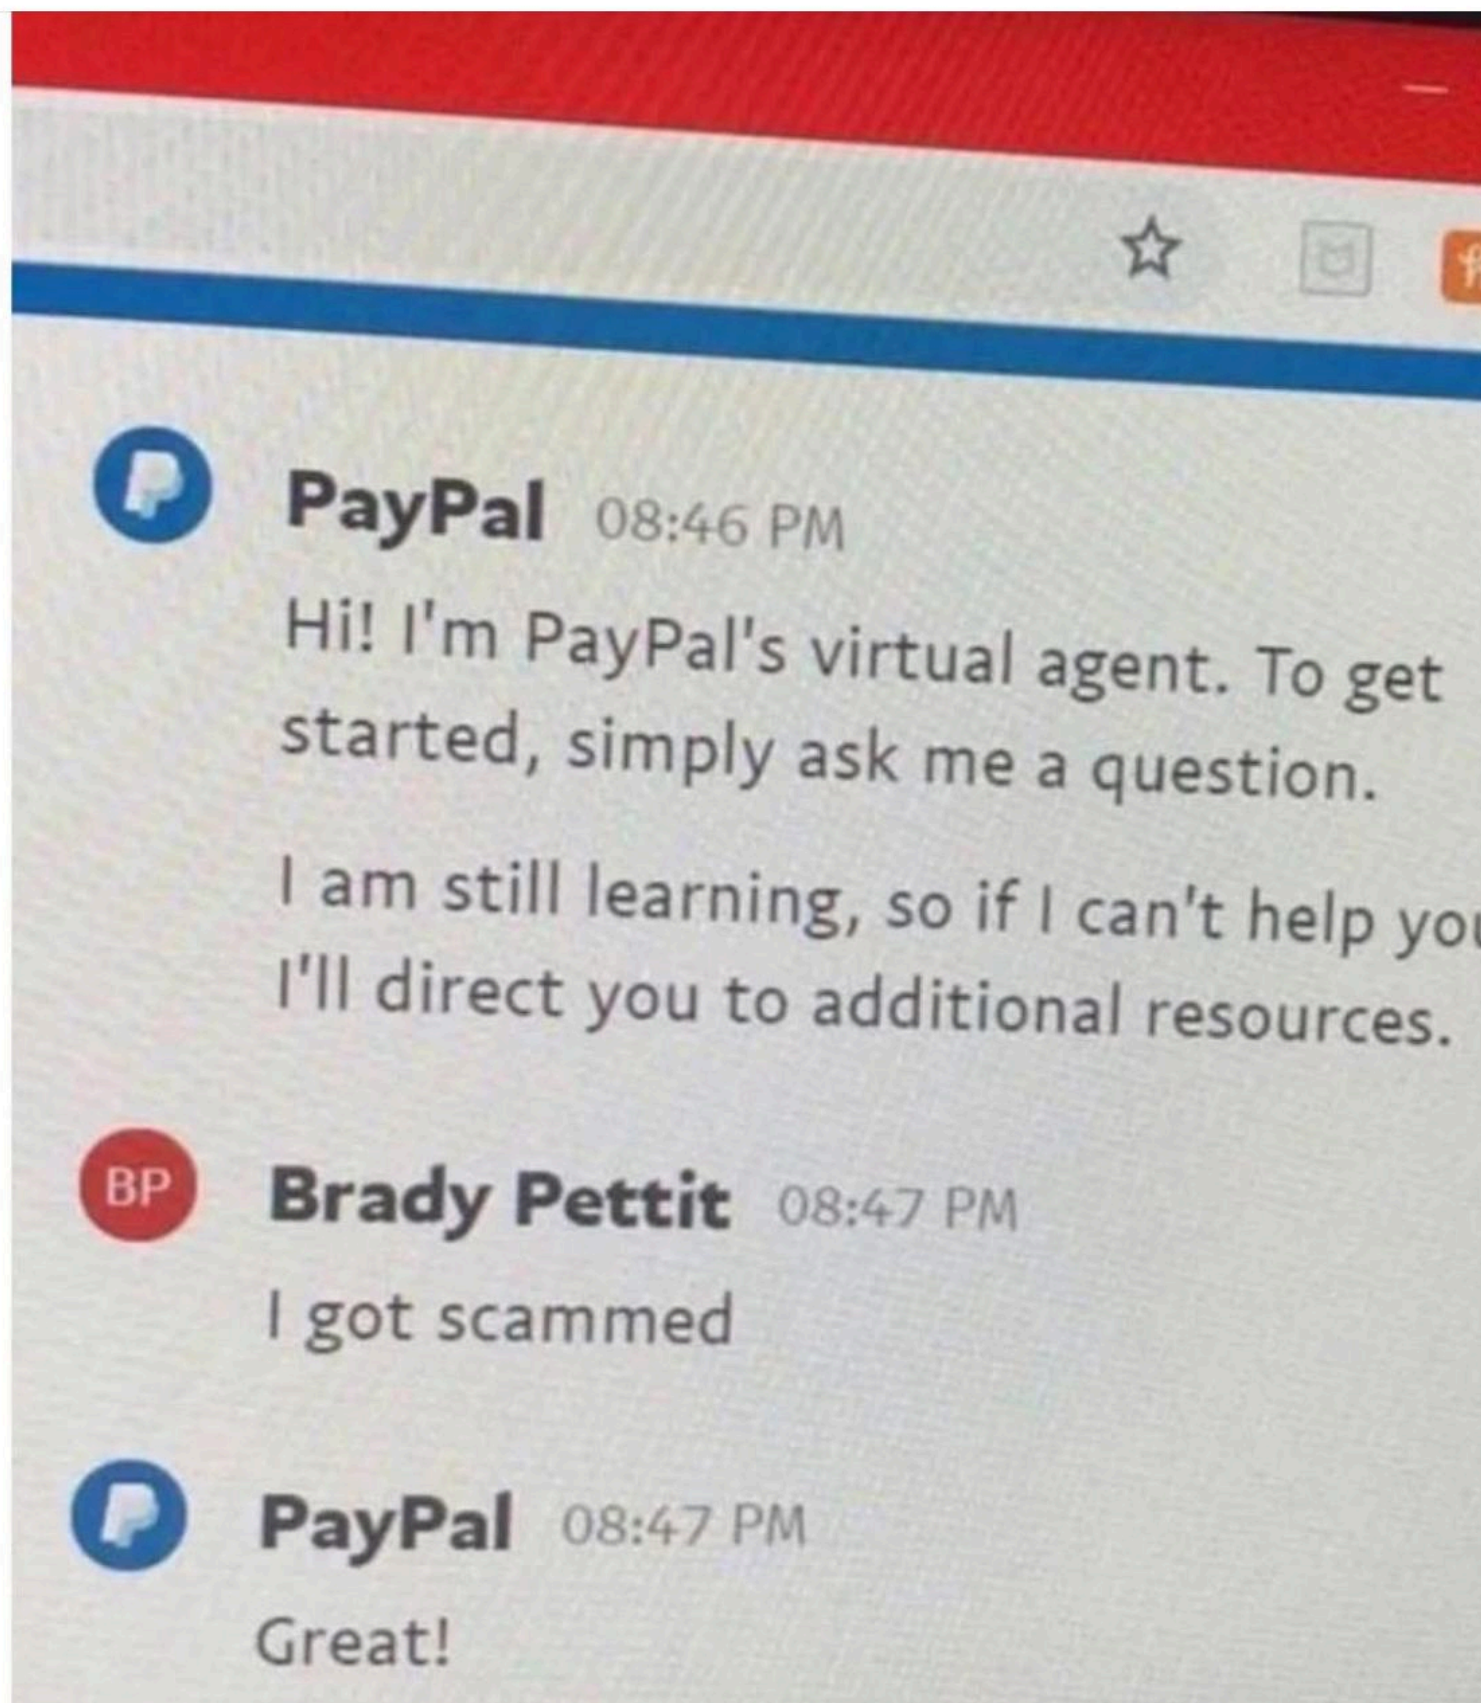 PayPal 08:46 PM
Hi! I'm PayPal's virtual agent. To get
started, simply ask me a question.
I am still learning, so if I can't help you
I'll direct you to additional resources.
BP Brady Pettit 08:47 PM
I got scammed
PayPal 08:47 PM
Great!